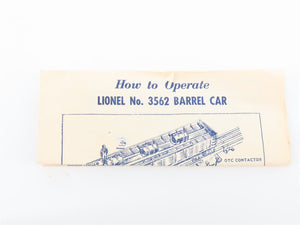 How to Operate
LIONEL No. 3562 BARREL CAR
OTC CONTACTOR